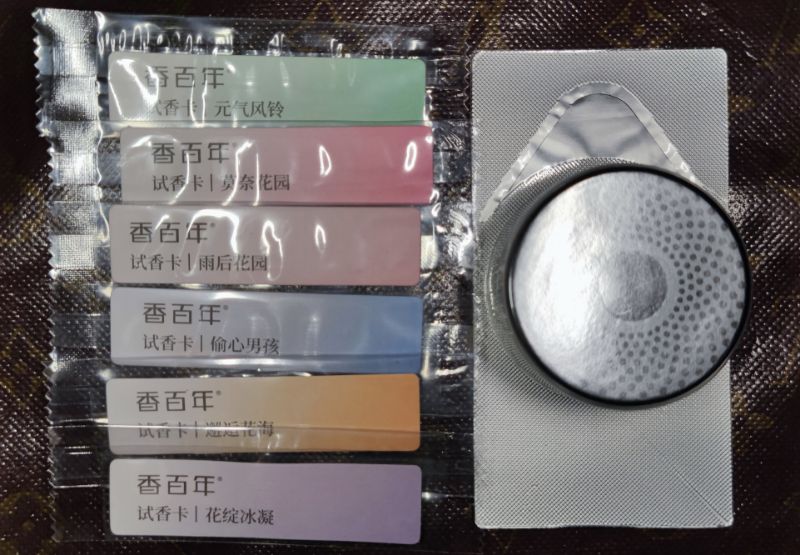 香百年®
试香卡 | 元气风铃
香百年®
试香卡 | 莫奈花园
香百年®
试香卡 | 雨后花园
香百年®
试香卡 | 偷心男孩
香百年®
试香卡 | 邂逅花海
香百年®
试香卡 | 花绽冰凝